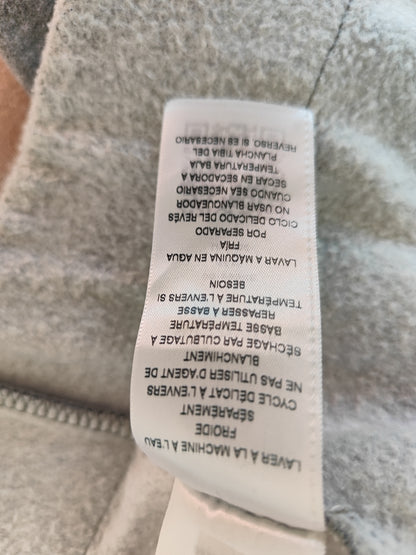 LAVER À LA MACHINE À L'EAU
FROIDE
SÉPARÉMENT
CYCLE DÉLICAT À L'ENVERS
NE PAS UTILISER D'AGENT DE
BLANCHIMENT
SÉCHAGE PAR CULBUTAGE À
BASSE TEMPÉRATURE
REPASSER À BASSE
TEMPÉRATURE À L'ENVERS SI
BESOIN
LAVAR A MÁQUINA EN AGUA
FRÍA
POR SEPARADO
CICLO DELICADO DEL REVÉS
NO USAR BLANQUEADOR
CUANDO SEA NECESARIO
SECAR EN SECADORA A
TEMPERATURA BAJA
PLANCHA TIBIA DEL
REVERSO, SI ES NECESARIO